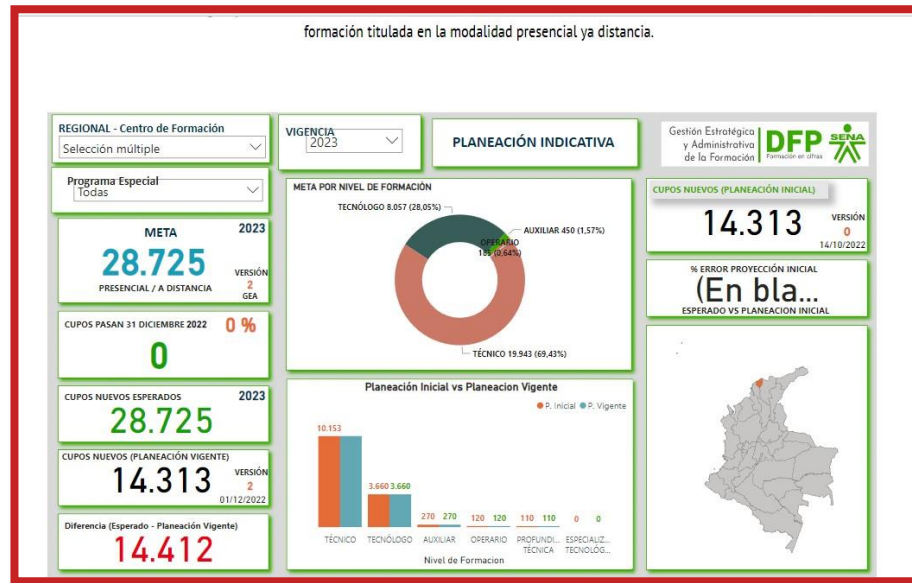 formación titulada en la modalidad presencial ya distancia.
REGIONAL - Centro de Formación
Selección múltiple
VIGENCIA
2023
PLANEACIÓN INDICATIVA
Gestión Estratégica
y Administrativa
de la Formación
DFP
Formación en cifras
SENA
Programa Especial
Todas
META
2023
28.725
PRESENCIAL / A DISTANCIA
VERSIÓN
2
GEA
CUPOS PASAN 31 DICIEMBRE 2022
0 %
0
CUPOS NUEVOS ESPERADOS
2023
28.725
CUPOS NUEVOS (PLANEACIÓN VIGENTE)
14.313
VERSIÓN
2
01/12/2022
Diferencia (Esperado - Planeación Vigente)
14.412
META POR NIVEL DE FORMACIÓN
TECNÓLOGO 8.057 (28,05%)
AUXILIAR 450 (1,57%)
OPERARIO
185 (0,64%)
TÉCNICO 19.943 (69,43%)
Planeación Inicial vs Planeacion Vigente
P. Inicial P. Vigente
10.153
3.660 3.660
270 270
120 120
110 110
0 0
TÉCNICO
TECNÓLOGO
AUXILIAR
OPERARIO
PROFUNDI...
TÉCNICA
ESPECIALIZ...
TECNOLÓG...
Nivel de Formacion
CUPOS NUEVOS (PLANEACIÓN INICIAL)
14.313
VERSIÓN
0
14/10/2022
% ERROR PROYECCIÓN INICIAL
(En bla...
ESPERADO VS PLANEACION INICIAL